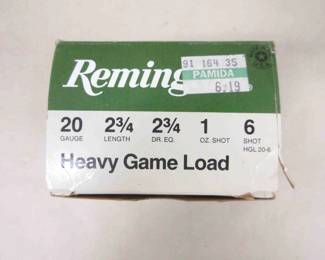 91 164 35
PAMIDA
6.19
Reming
20 2¾ 2¾ 1 6
GAUGE LENGTH DR. EQ. OZ. SHOT SHOT
HGL 20-6
Heavy Game Load